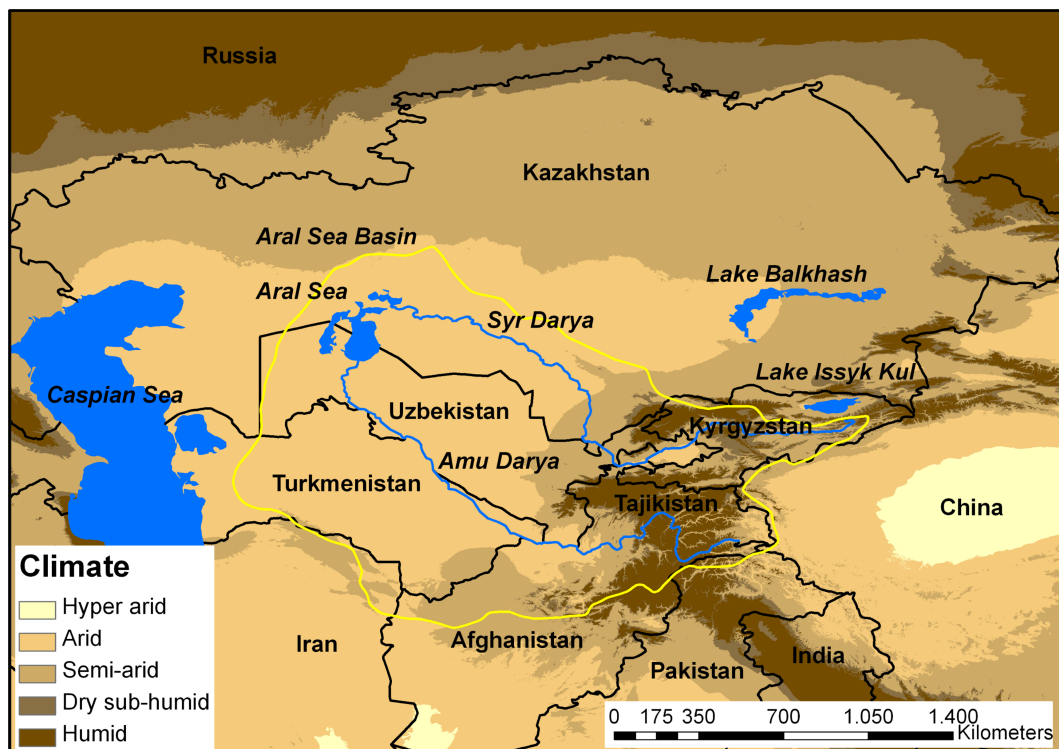 Russia
Kazakhstan
Aral Sea Basin
Lake Balkhash
Aral Sea
Syr Darya
Lake Issyk Kul
Caspian Sea
Uzbekistan
Kyrgyzstan
Amu Darya
Turkmenistan
Tajikistan
China
Iran
Afghanistan
Pakistan
India
Climate
Hyper arid
Arid
Semi-arid
Dry sub-humid
Humid
0 175 350 700 1.050 1.400
Kilometers